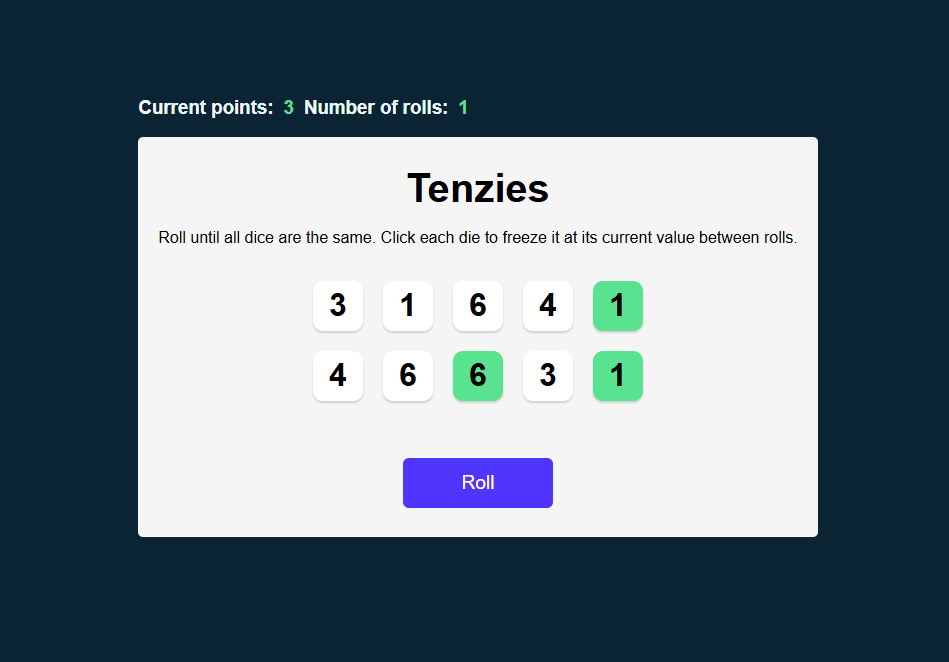 Current points: 3 Number of rolls: 1
Tenzies
Roll until all dice are the same. Click each die to freeze it at its current value between rolls.
3 1 6 4 1
4 6 6 3 1
Roll